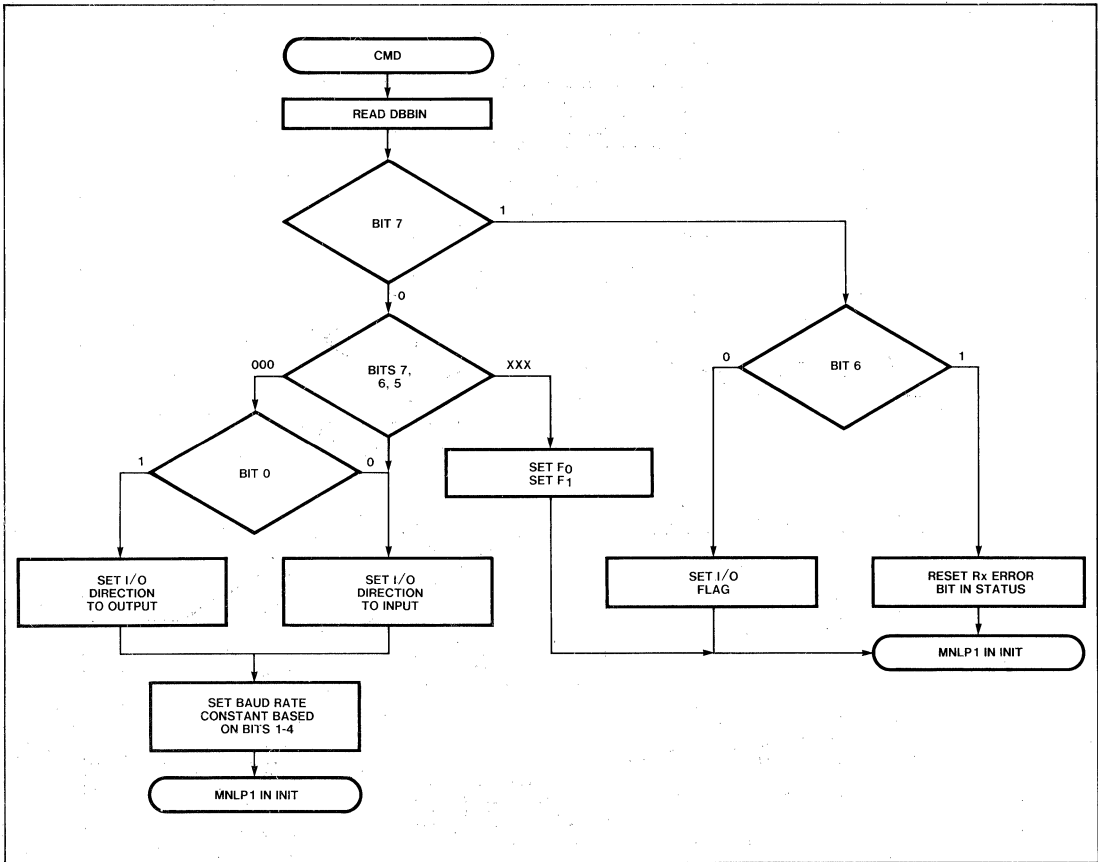 CMD
READ DBBIN
BIT 7
1
0
BITS 7,
6, 5
000
XXX
BIT 6
0
1
BIT 0
1
0
SET F0
SET F1
SET I/O
DIRECTION
TO OUTPUT
SET I/O
DIRECTION
TO INPUT
SET I/O
FLAG
RESET Rx ERROR
BIT IN STATUS
MNLP1 IN INIT
SET BAUD RATE
CONSTANT BASED
ON BITS 1-4
MNLP1 IN INIT